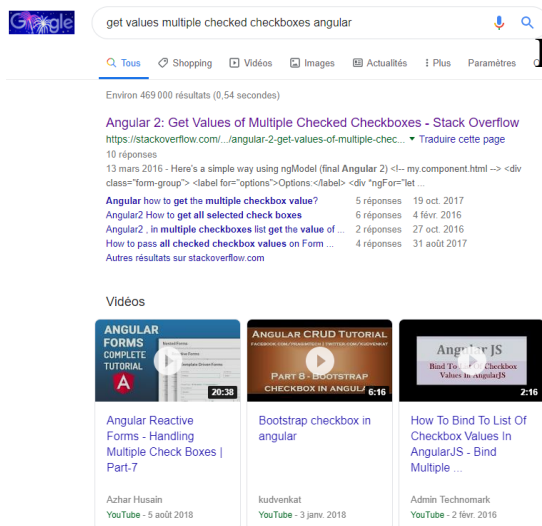 Google
get values multiple checked checkboxes angular
Tous Shopping Vidéos Images Actualités Plus Paramètres
Environ 469 000 résultats (0,54 secondes)
Angular 2: Get Values of Multiple Checked Checkboxes - Stack Overflow
https://stackoverflow.com/.../angular-2-get-values-of-multiple-chec... ▾ Traduire cette page
10 réponses
13 mars 2016 - Here's a simple way using ngModel (final Angular 2) <!-- my.component.html --> <div
class="form-group"> <label for="options">Options:</label> <div *ngFor="let ...
Angular how to get the multiple checkbox value? 5 réponses 19 oct. 2017
Angular2 How to get all selected check boxes 6 réponses 4 févr. 2016
Angular2 , in multiple checkboxes list get the value of ... 2 réponses 27 oct. 2016
How to pass all checked checkbox values on Form ... 4 réponses 31 août 2017
Autres résultats sur stackoverflow.com
Vidéos
ANGULAR
FORMS
COMPLETE
TUTORIAL
A
20:38
ANGULAR CRUD TUTORIAL
PART 8 - BOOTSTRAP
CHECKBOX IN ANGULAR
6:16
Angular JS
Bind To List Of Checkbox
Values In AngularJS
2:16
Angular Reactive
Forms - Handling
Multiple Check Boxes |
Part-7
Azhar Husain
YouTube - 5 août 2018
Bootstrap checkbox in
angular
kudvenkat
YouTube - 3 janv. 2018
How To Bind To List Of
Checkbox Values In
AngularJS - Bind
Multiple ...
Admin Technomark
YouTube - 2 févr. 2016